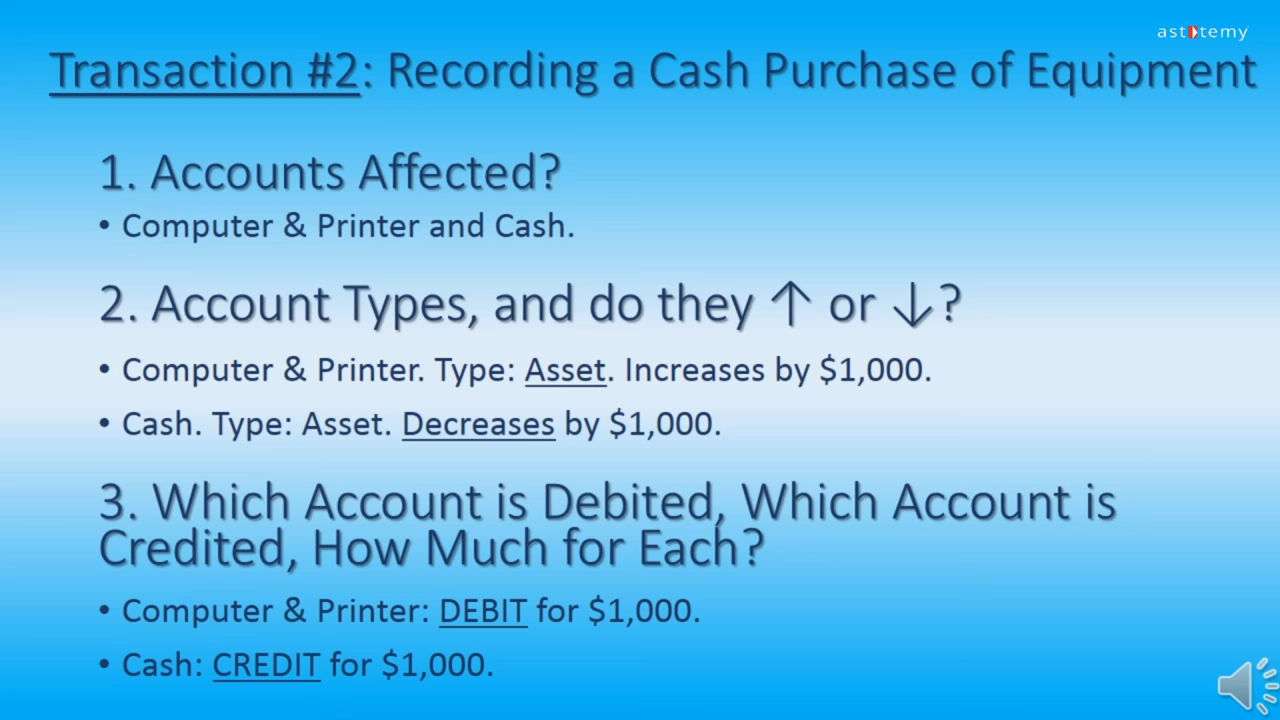 astutemy
Transaction #2: Recording a Cash Purchase of Equipment
1. Accounts Affected?
• Computer & Printer and Cash.
2. Account Types, and do they ↑ or ↓?
• Computer & Printer. Type: Asset. Increases by $1,000.
• Cash. Type: Asset. Decreases by $1,000.
3. Which Account is Debited, Which Account is
Credited, How Much for Each?
• Computer & Printer: DEBIT for $1,000.
• Cash: CREDIT for $1,000.